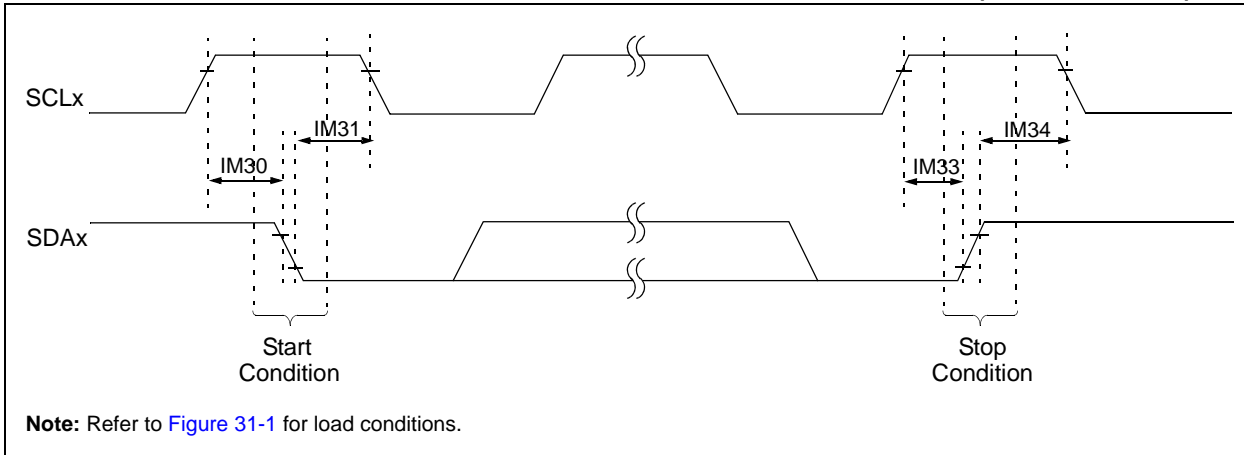 SCLx
IM31
IM34
IM30
IM33
SDAx
Start
Condition
Stop
Condition
Note: Refer to Figure 31-1 for load conditions.